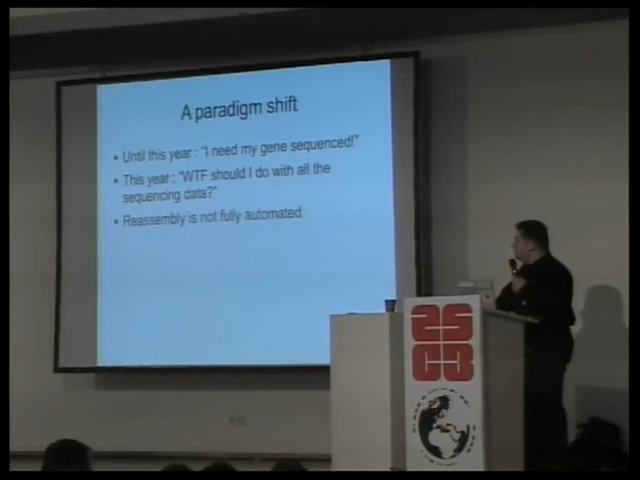 A paradigm shift
• Until this year : “I need my gene sequenced!”
• This year : “WTF should I do with all the
sequencing data?”
• Reassembly is not fully automated
25
C3